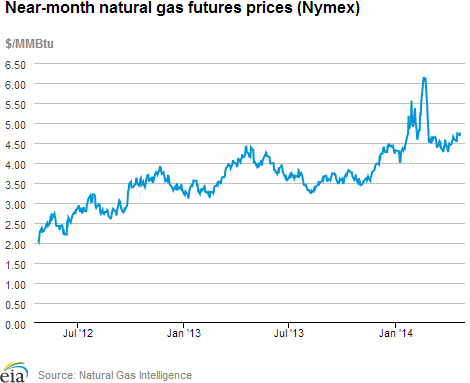 Near-month natural gas futures prices (Nymex)
$/MMBtu
6.50
6.00
5.50
5.00
4.50
4.00
3.50
3.00
2.50
2.00
1.50
1.00
0.50
0.00
Jul '12
Jan '13
Jul '13
Jan '14
eia
Source: Natural Gas Intelligence